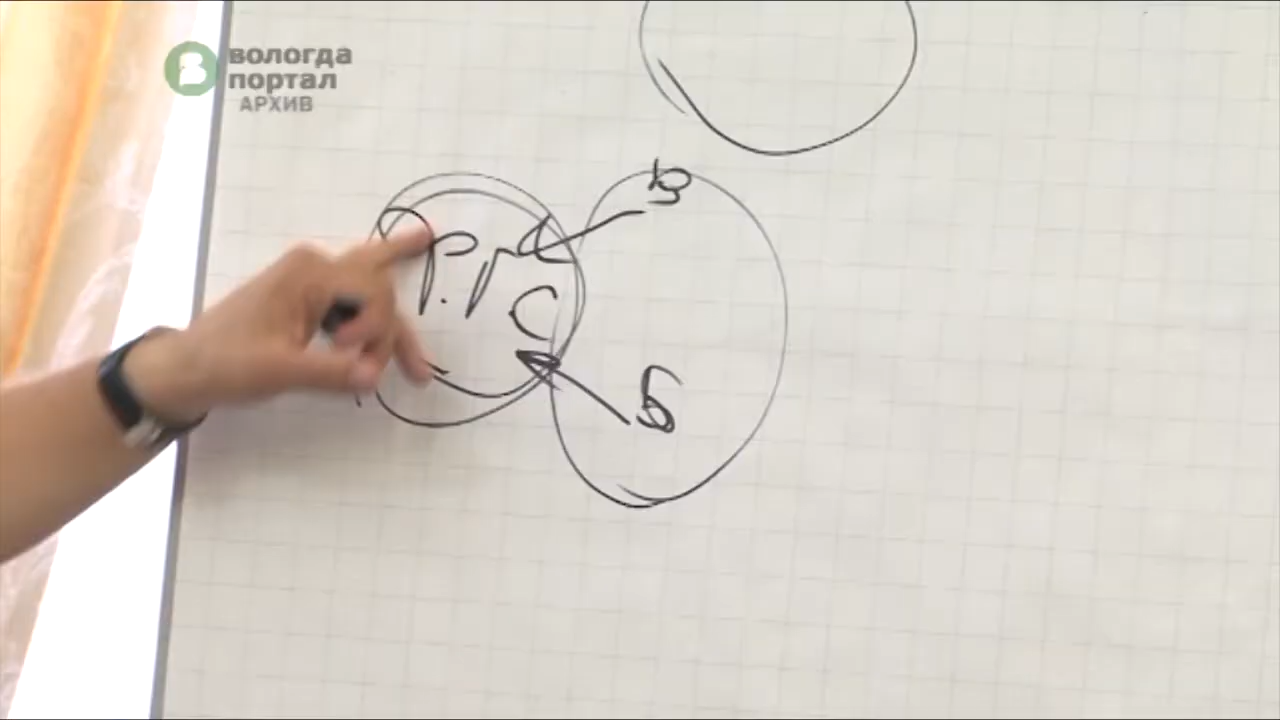 вологда
портал
АРХИВ
В
С
Б